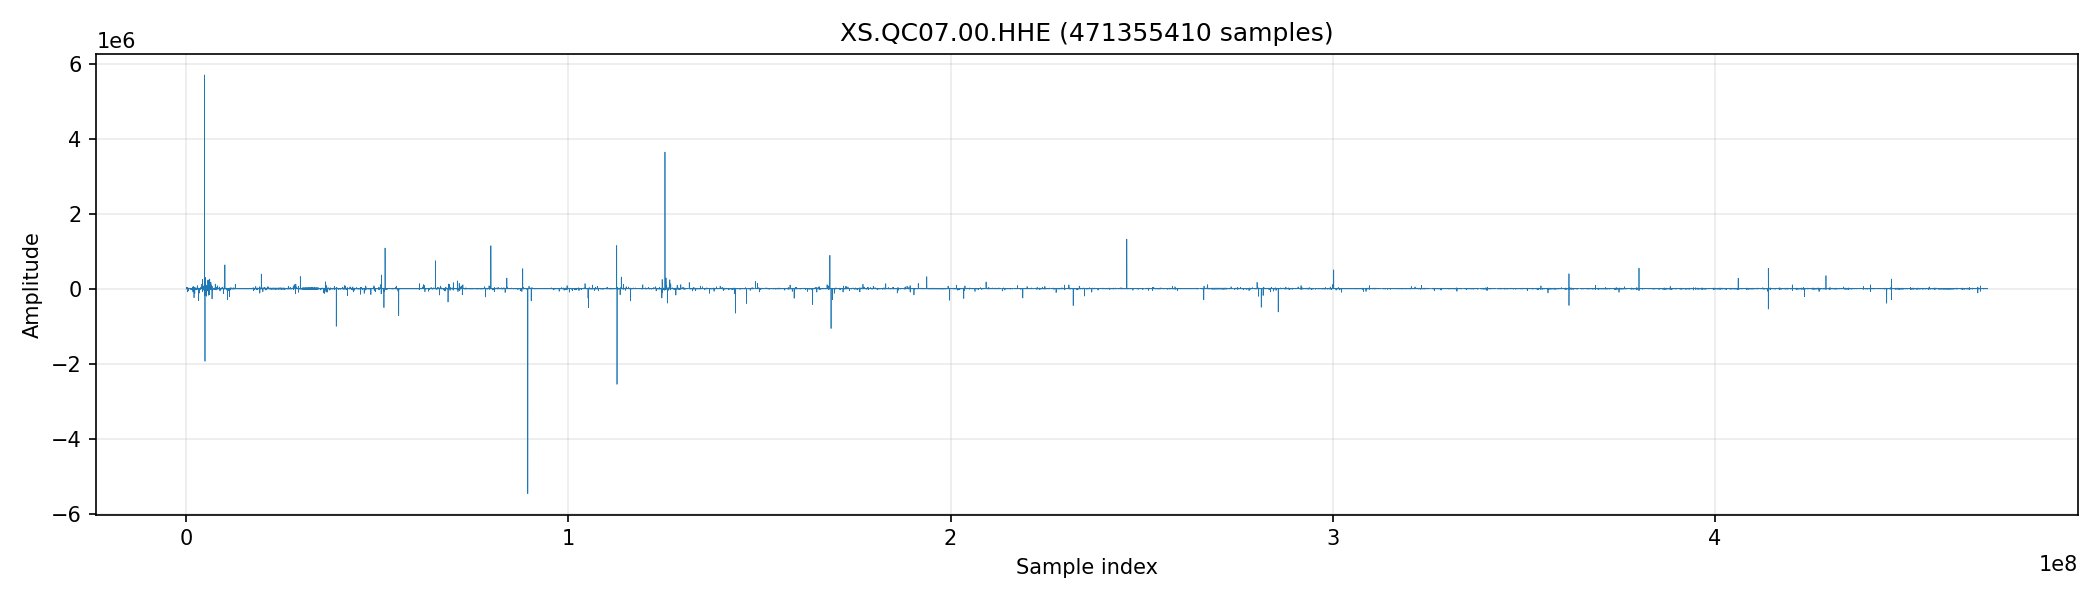 XS.QC07.00.HHE (471355410 samples)
1e6
6
4
2
0
−2
−4
−6
Amplitude
0
1
2
3
4
Sample index
1e8